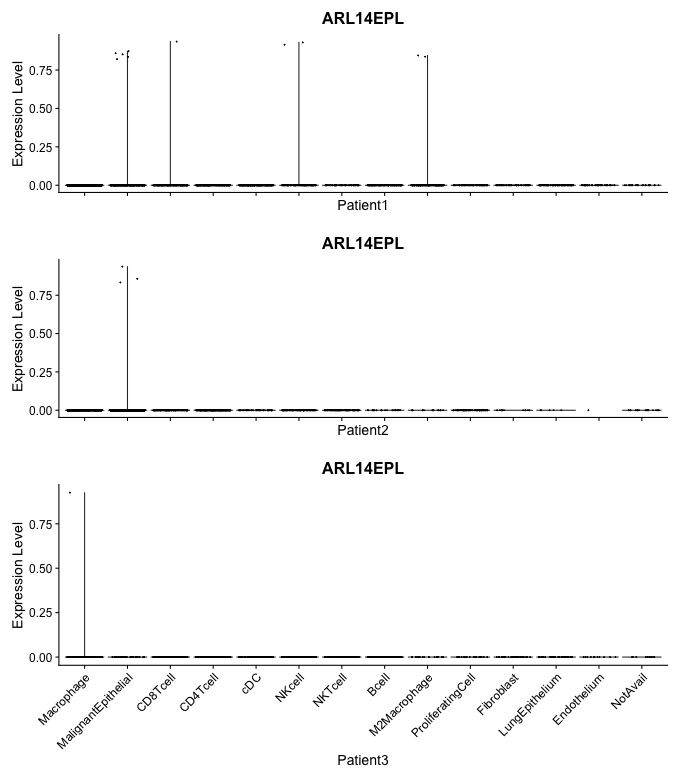 ARL14EPL
Expression Level
0.75
0.50
0.25
0.00
Patient1
ARL14EPL
Expression Level
0.75
0.50
0.25
0.00
Patient2
ARL14EPL
Expression Level
0.75
0.50
0.25
0.00
Macrophage
MalignantEpithelial
CD8Tcell
CD4Tcell
cDC
NKcell
NKTcell
Bcell
M2Macrophage
ProliferatingCell
Fibroblast
LungEpithelium
Endothelium
NotAvail
Patient3